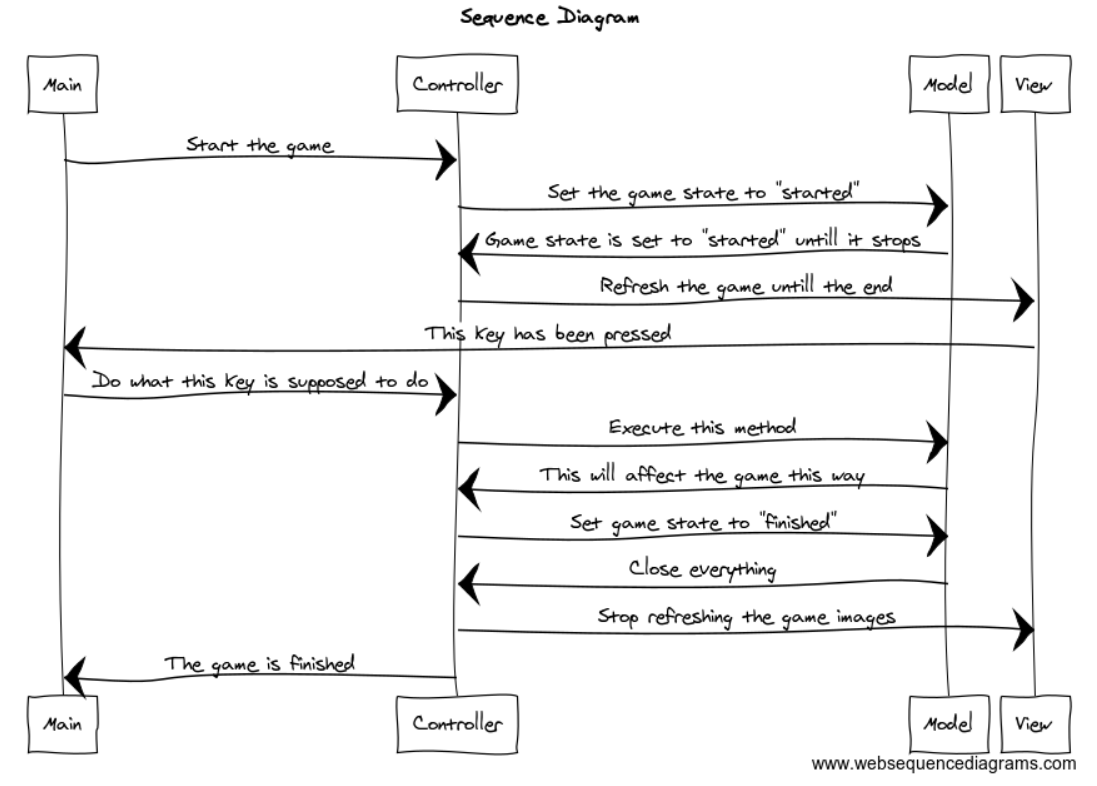 Sequence Diagram
Main
Controller
Model
View
Start the game
Set the game state to "started"
Game state is set to "started" untill it stops
Refresh the game untill the end
This key has been pressed
Do what this key is supposed to do
Execute this method
This will affect the game this way
Set game state to "finished"
Close everything
Stop refreshing the game images
The game is finished
Main
Controller
Model
View
www.websequencediagrams.com